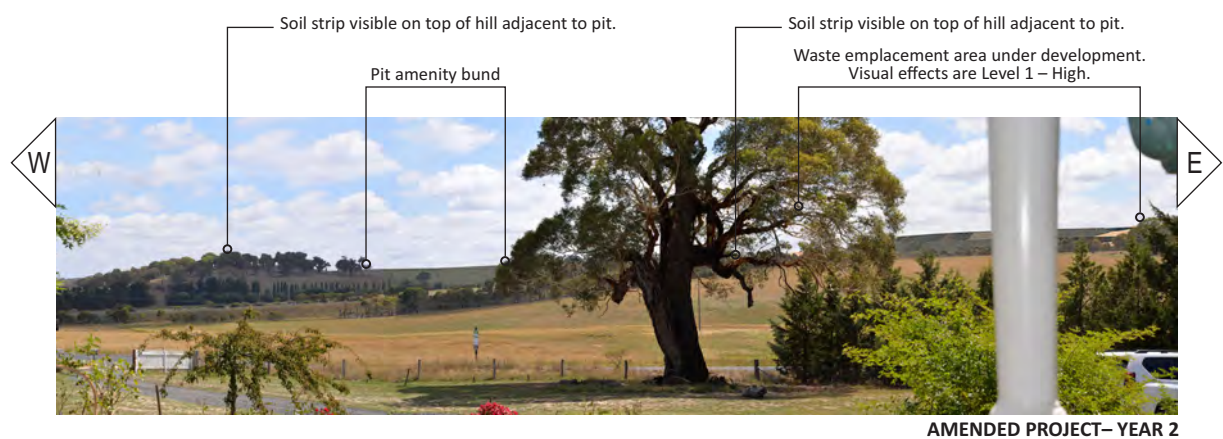 Soil strip visible on top of hill adjacent to pit.
Soil strip visible on top of hill adjacent to pit.
Waste emplacement area under development.
Visual effects are Level 1 – High.
Pit amenity bund
W
E
AMENDED PROJECT– YEAR 2